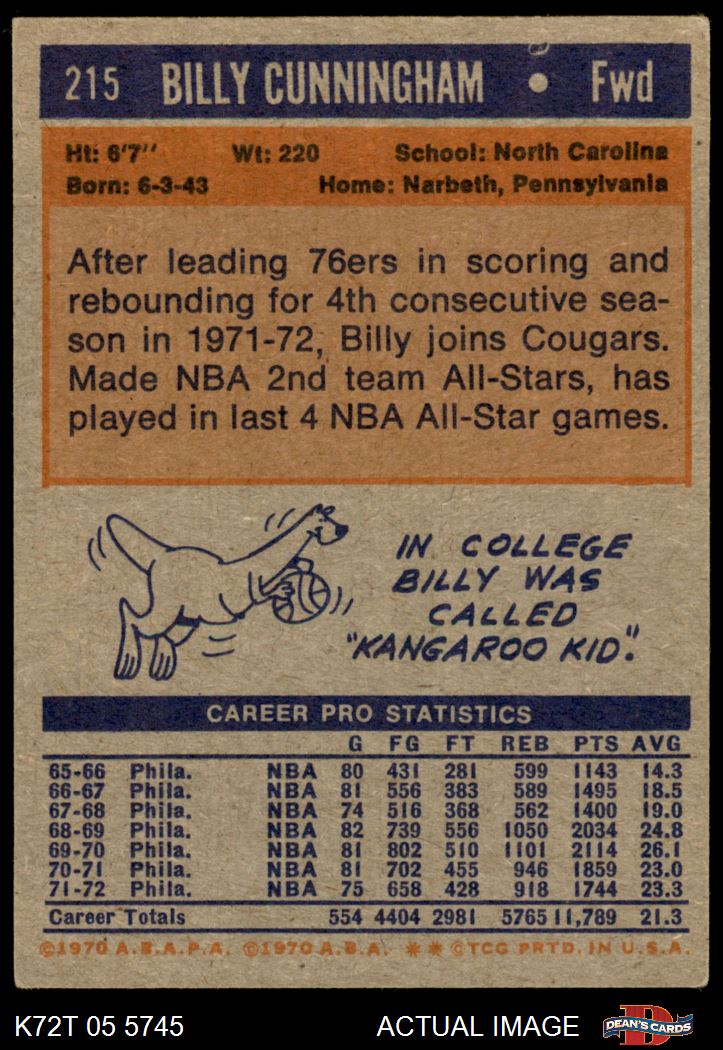 215 BILLY CUNNINGHAM • Fwd
Ht: 6'7'' Wt: 220 School: North Carolina
Born: 6-3-43 Home: Narbeth, Pennsylvania
After leading 76ers in scoring and
rebounding for 4th consecutive sea-
son in 1971-72, Billy joins Cougars.
Made NBA 2nd team All-Stars, has
played in last 4 NBA All-Star games.
IN COLLEGE
BILLY WAS
CALLED
"KANGAROO KID."
CAREER PRO STATISTICS
G FG FT REB PTS AVG
65-66 Phila. NBA 80 431 281 599 1143 14.3
66-67 Phila. NBA 81 556 383 589 1495 18.5
67-68 Phila. NBA 74 516 368 562 1400 19.0
68-69 Phila. NBA 82 739 556 1050 2034 24.8
69-70 Phila. NBA 81 802 510 1101 2114 26.1
70-71 Phila. NBA 81 702 455 946 1859 23.0
71-72 Phila. NBA 75 658 428 918 1744 23.3
Career Totals 554 4404 2981 5765 11,789 21.3
©1970 A.B.A.P.A. ©1970 A.B.A. ** ©TCG PRTD. IN U.S.A.
K72T 05 5745 ACTUAL IMAGE D DEAN'S CARDS